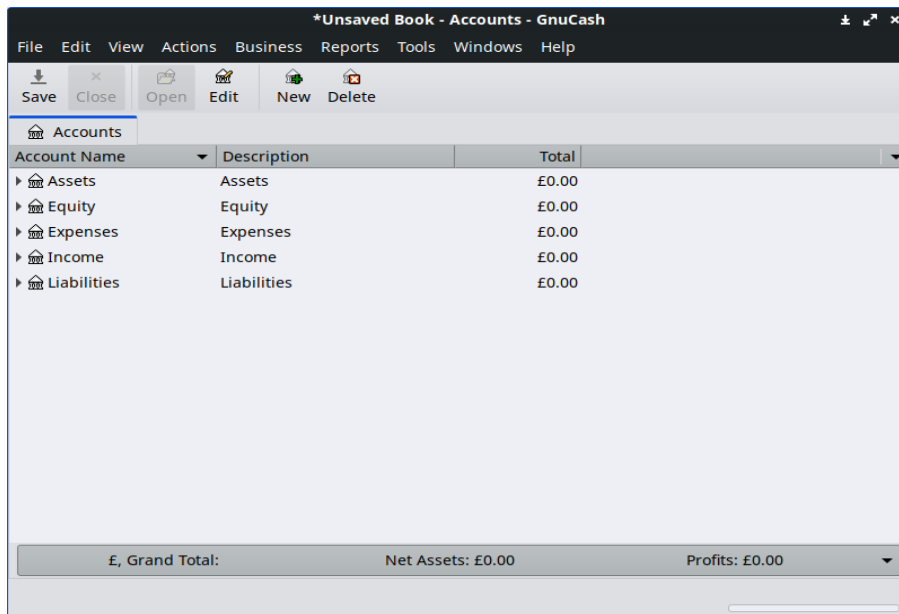 *Unsaved Book - Accounts - GnuCash
File Edit View Actions Business Reports Tools Windows Help
Save Close Open Edit New Delete
Accounts
Account Name Description Total
Assets Assets £0.00
Equity Equity £0.00
Expenses Expenses £0.00
Income Income £0.00
Liabilities Liabilities £0.00
£, Grand Total: Net Assets: £0.00 Profits: £0.00